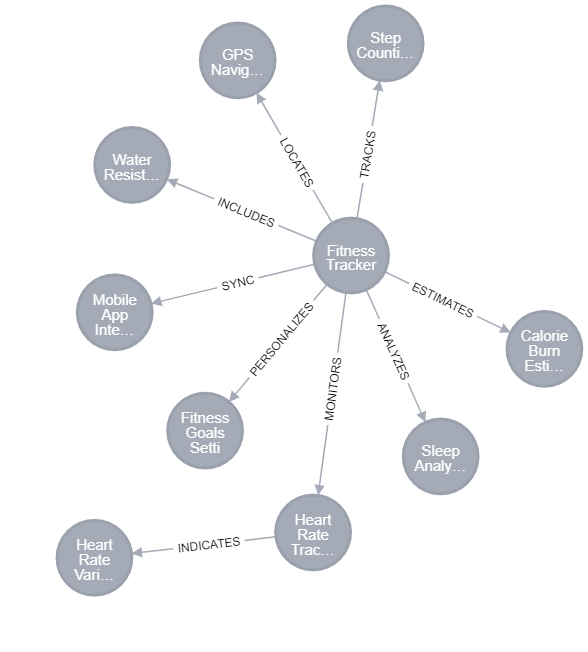 GPS
Navig...
Step
Counti...
LOCATES
TRACKS
Water
Resist...
INCLUDES
Fitness
Tracker
SYNC
Mobile
App
Inte...
ESTIMATES
Calorie
Burn
Esti...
PERSONALIZES
MONITORS
ANALYZES
Fitness
Goals
Setti
Sleep
Analy...
Heart
Rate
Trac...
INDICATES
Heart
Rate
Vari...